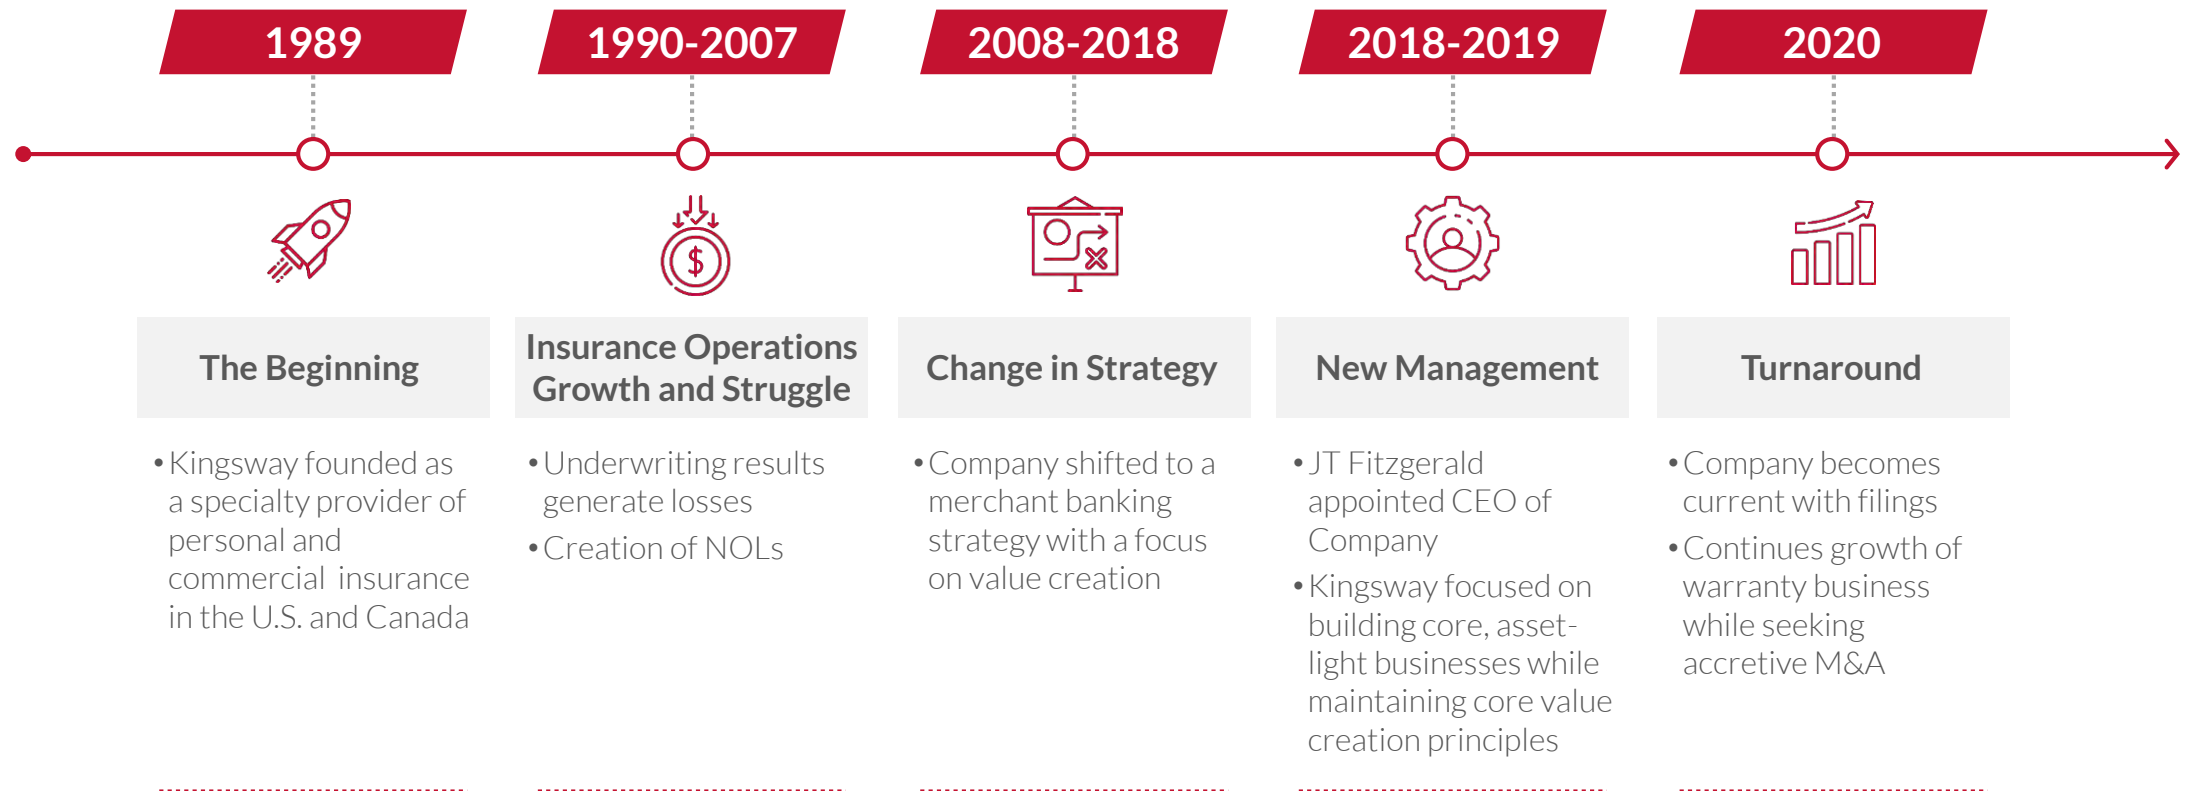 1989
1990-2007
2008-2018
2018-2019
2020
$
The Beginning
Insurance Operations
Growth and Struggle
Change in Strategy
New Management
Turnaround
• Kingsway founded as
a specialty provider of
personal and
commercial insurance
in the U.S. and Canada
• Underwriting results
generate losses
• Creation of NOLs
• Company shifted to a
merchant banking
strategy with a focus
on value creation
• JT Fitzgerald
appointed CEO of
Company
• Kingsway focused on
building core, asset-
light businesses while
maintaining core value
creation principles
• Company becomes
current with filings
• Continues growth of
warranty business
while seeking
accretive M&A